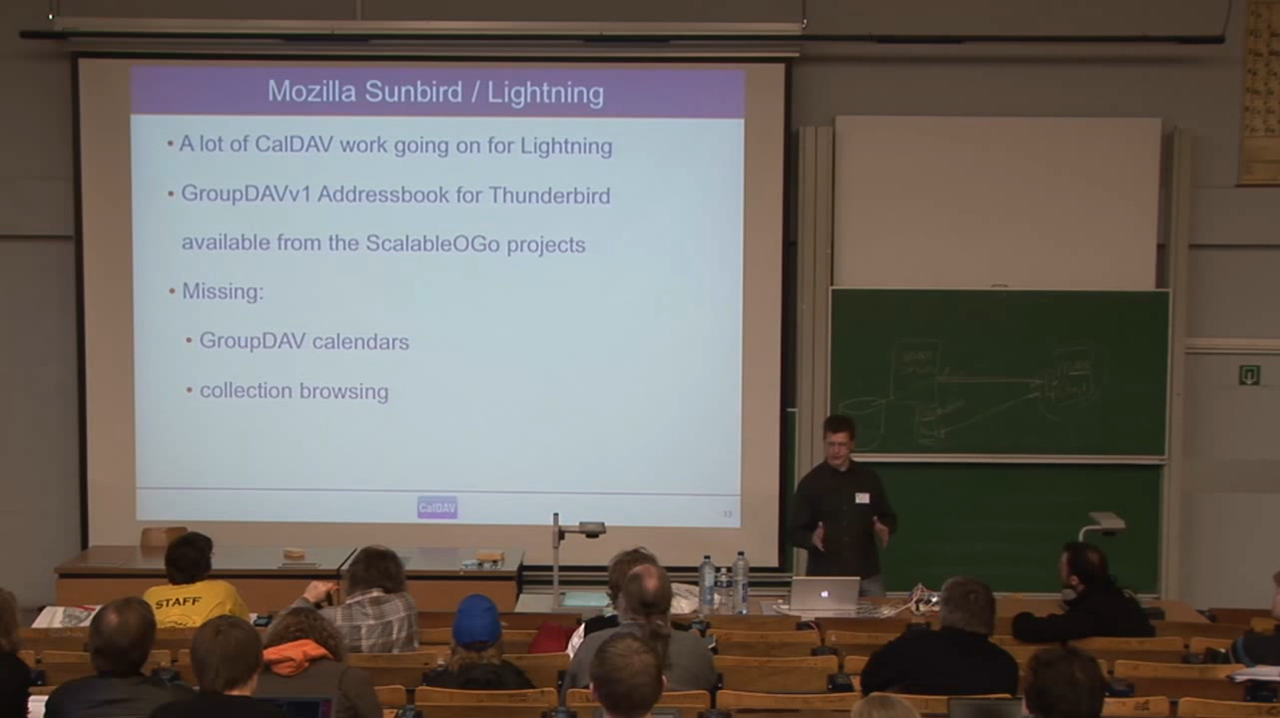 Mozilla Sunbird / Lightning
• A lot of CalDAV work going on for Lightning
• GroupDAVv1 Addressbook for Thunderbird
available from the ScalableOGo projects
• Missing:
• GroupDAV calendars
• collection browsing
CalDAV
13
STAFF